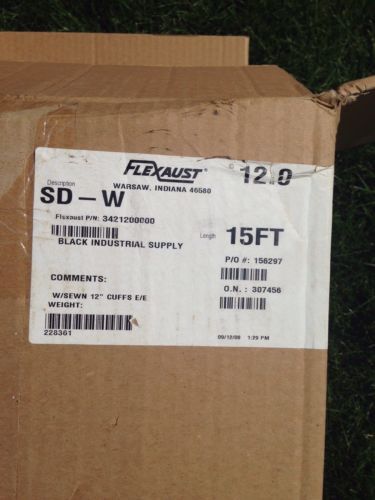 FLEXAUST®
WARSAW, INDIANA 46580
12.0
Description
SD-W
Flexaust P/N: 3421200000
BLACK INDUSTRIAL SUPPLY
Length
15FT
P/O #: 156297
COMMENTS:
O.N.: 307456
W/SEWN 12" CUFFS E/E
WEIGHT:
228361
09/12/08 1:29 PM